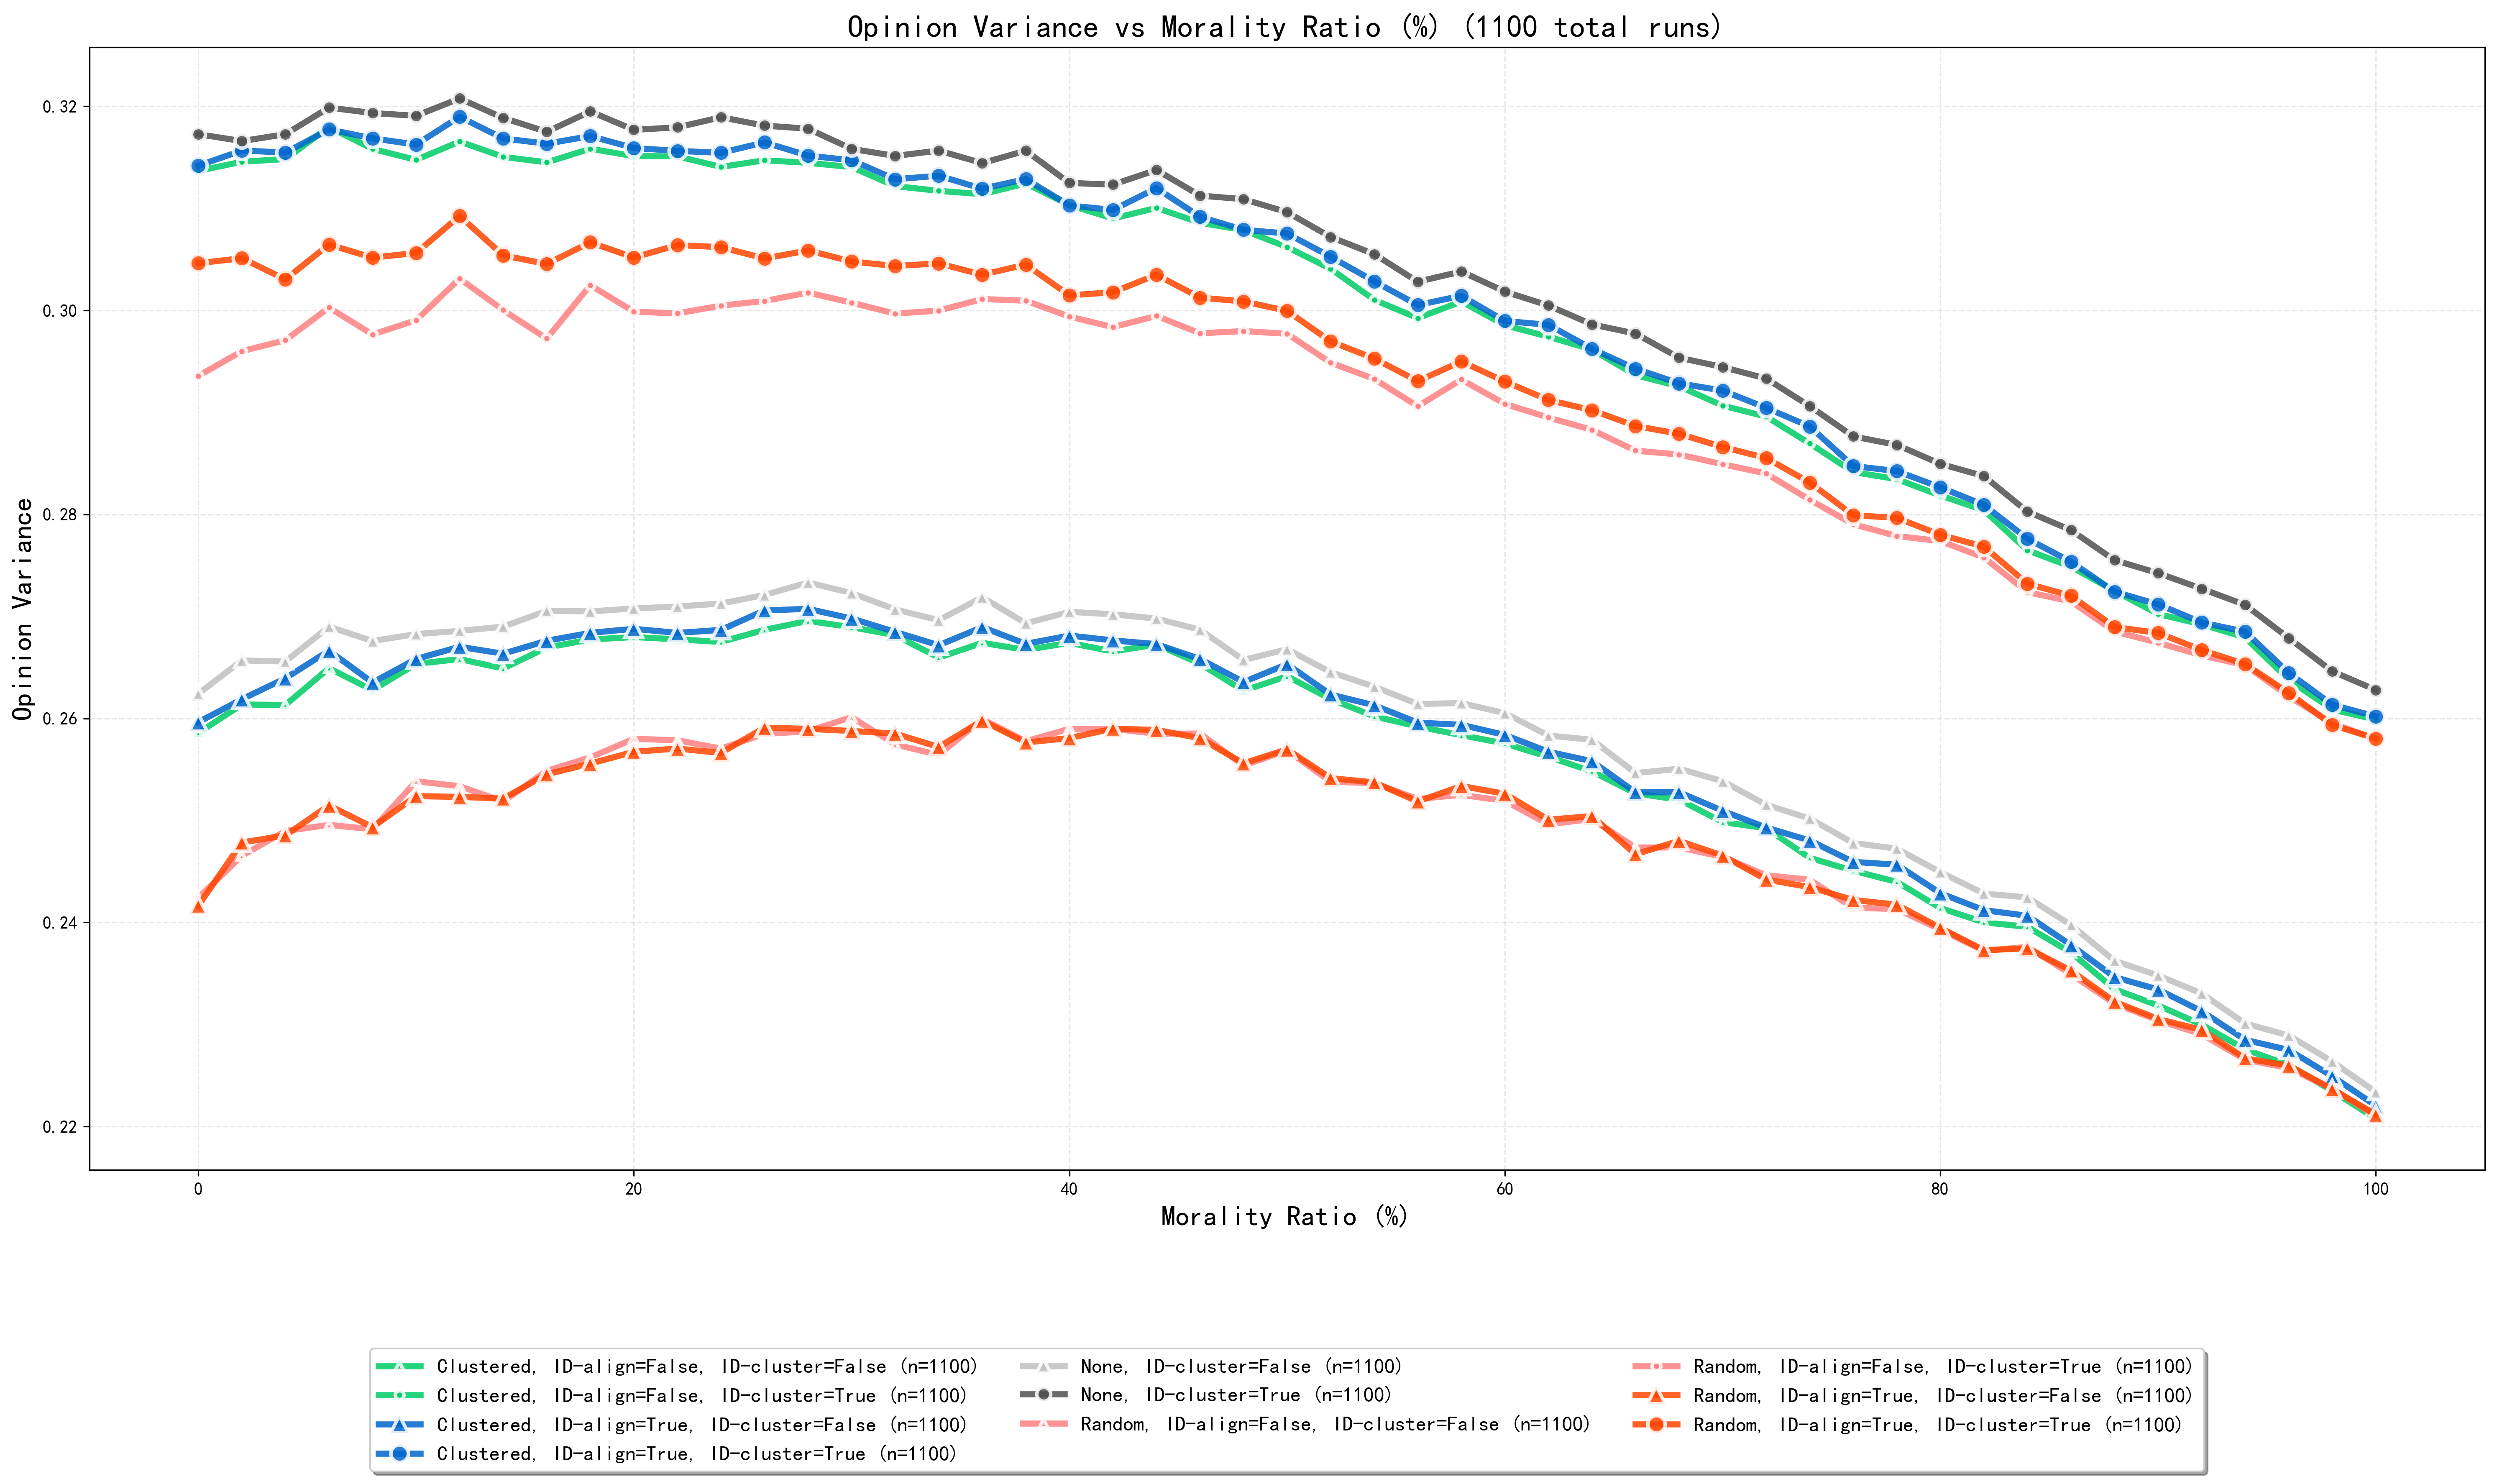 Opinion Variance vs Morality Ratio (%) (1100 total runs)
Opinion Variance
0.32
0.30
0.28
0.26
0.24
0.22
0
20
40
60
80
100
Morality Ratio (%)
Clustered, ID-align=False, ID-cluster=False (n=1100)
Clustered, ID-align=False, ID-cluster=True (n=1100)
Clustered, ID-align=True, ID-cluster=False (n=1100)
Clustered, ID-align=True, ID-cluster=True (n=1100)
None, ID-cluster=False (n=1100)
None, ID-cluster=True (n=1100)
Random, ID-align=False, ID-cluster=False (n=1100)
Random, ID-align=False, ID-cluster=True (n=1100)
Random, ID-align=True, ID-cluster=False (n=1100)
Random, ID-align=True, ID-cluster=True (n=1100)